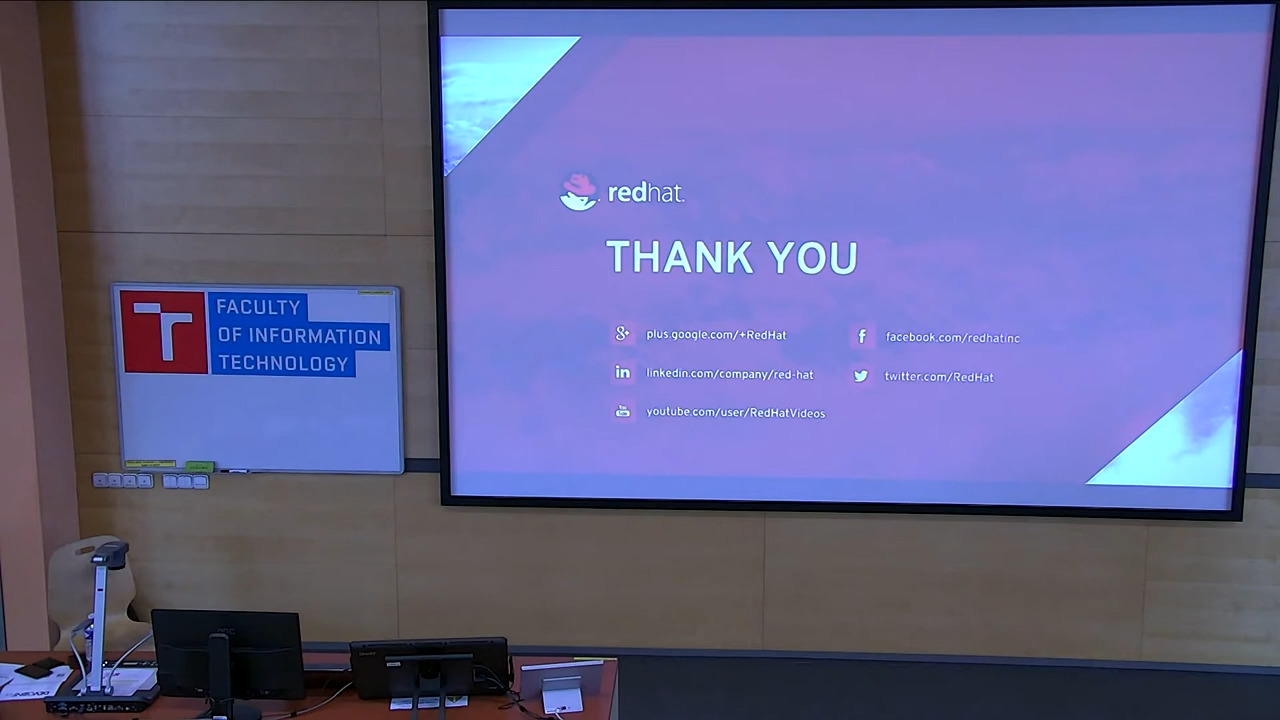 redhat.
THANK YOU
plus.google.com/+RedHat
facebook.com/redhatinc
linkedin.com/company/red-hat
twitter.com/RedHat
youtube.com/user/RedHatVideos
FACULTY
OF INFORMATION
TECHNOLOGY